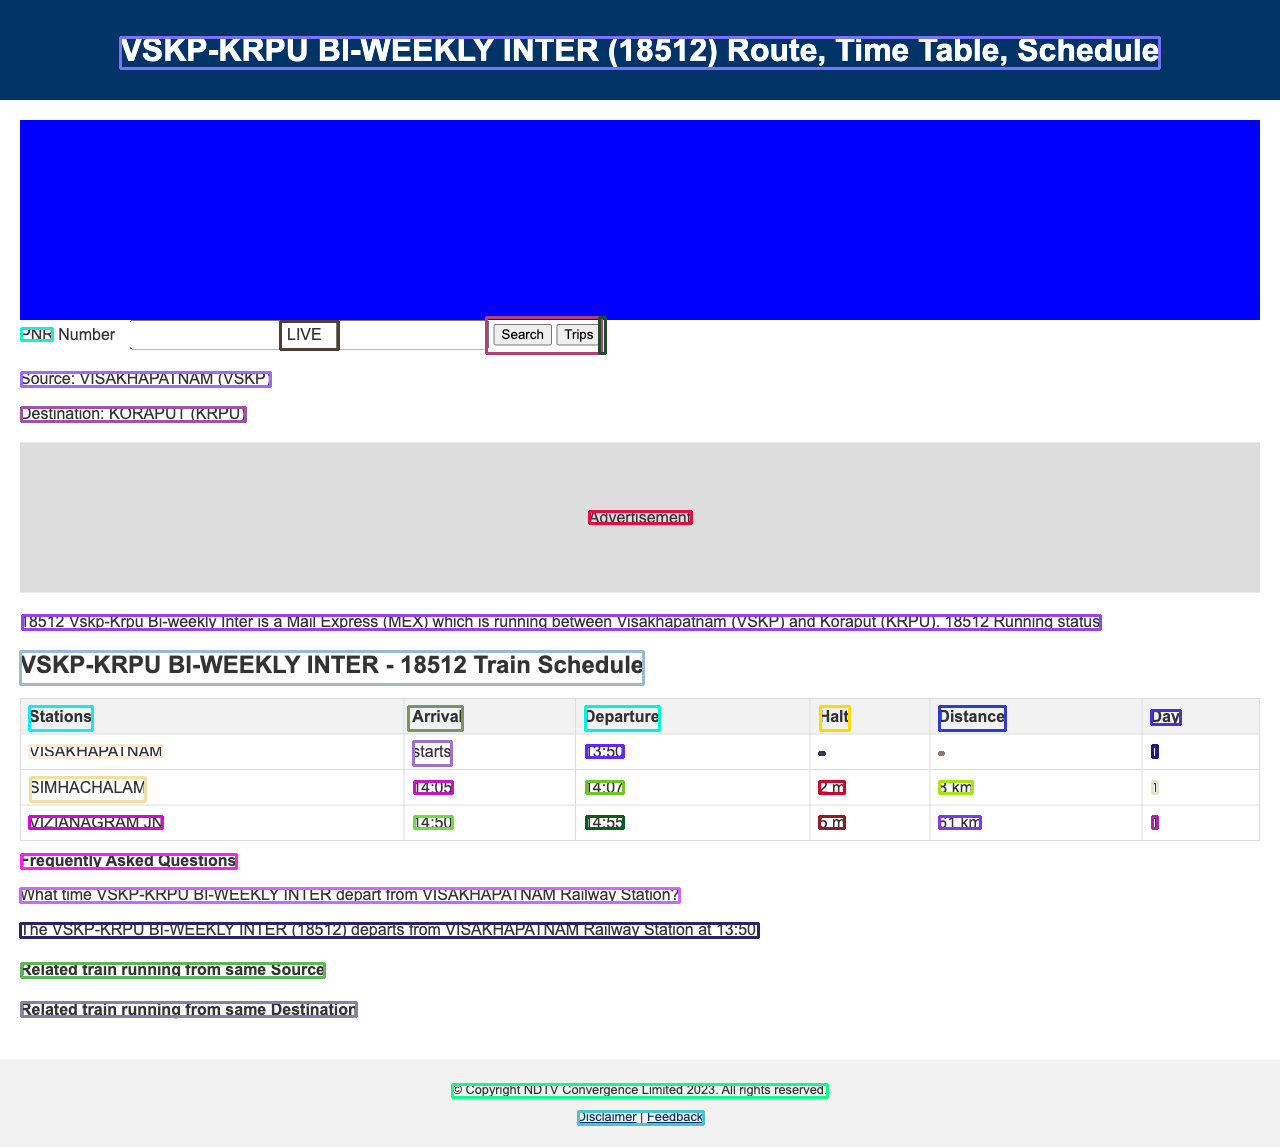 VSKP-KRPU BI-WEEKLY INTER (18512) Route, Time Table, Schedule
PNR Number LIVE Search Trips
Source: VISAKHAPATNAM (VSKP)
Destination: KORAPUT (KRPU)
Advertisement
18512 Vskp-Krpu Bi-weekly Inter is a Mail Express (MEX) which is running between Visakhapatnam (VSKP) and Koraput (KRPU). 18512 Running status
VSKP-KRPU BI-WEEKLY INTER - 18512 Train Schedule
Stations Arrival Departure Halt Distance Day
VISAKHAPATNAM starts 13:50 - - 1
SIMHACHALAM 14:05 14:07 2 m 8 km 1
VIZIANAGRAM JN 14:50 14:55 5 m 61 km 1
Frequently Asked Questions
What time VSKP-KRPU BI-WEEKLY INTER depart from VISAKHAPATNAM Railway Station?
The VSKP-KRPU BI-WEEKLY INTER (18512) departs from VISAKHAPATNAM Railway Station at 13:50.
Related train running from same Source
Related train running from same Destination
© Copyright NDTV Convergence Limited 2023. All rights reserved.
Disclaimer | Feedback